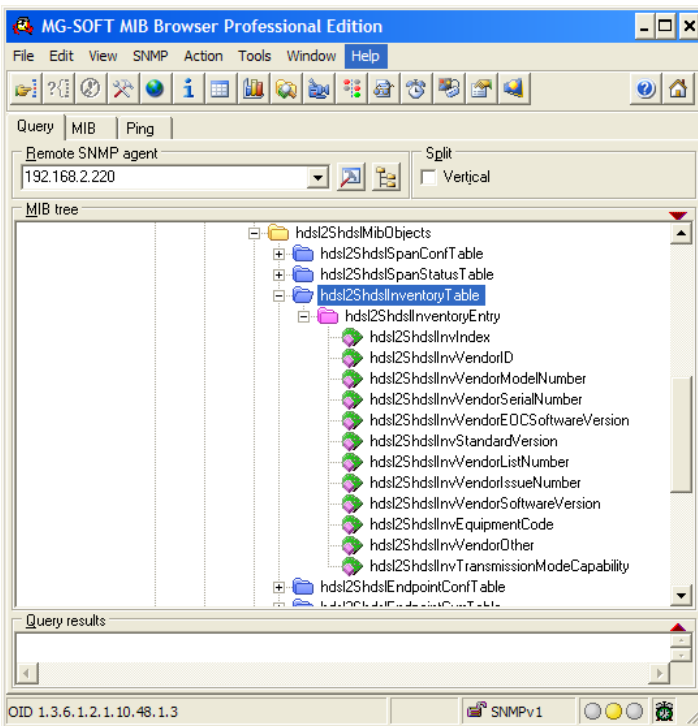 MG-SOFT MIB Browser Professional Edition
File Edit View SNMP Action Tools Window Help
Query MIB Ping
Remote SNMP agent
Split
192.168.2.220
Vertical
MIB tree
hdsl2ShdslMibObjects
hdsl2ShdslSpanConfTable
hdsl2ShdslSpanStatusTable
hdsl2ShdslInventoryTable
hdsl2ShdslInventoryEntry
hdsl2ShdslInvIndex
hdsl2ShdslInvVendorID
hdsl2ShdslInvVendorModelNumber
hdsl2ShdslInvVendorSerialNumber
hdsl2ShdslInvVendorEOCSoftwareVersion
hdsl2ShdslInvStandardVersion
hdsl2ShdslInvVendorListNumber
hdsl2ShdslInvVendorIssueNumber
hdsl2ShdslInvVendorSoftwareVersion
hdsl2ShdslInvEquipmentCode
hdsl2ShdslInvVendorOther
hdsl2ShdslInvTransmissionModeCapability
hdsl2ShdslEndpointConfTable
hdsl2ShdslEndpointCurrTable
Query results
OID 1.3.6.1.2.1.10.48.1.3
SNMPv1